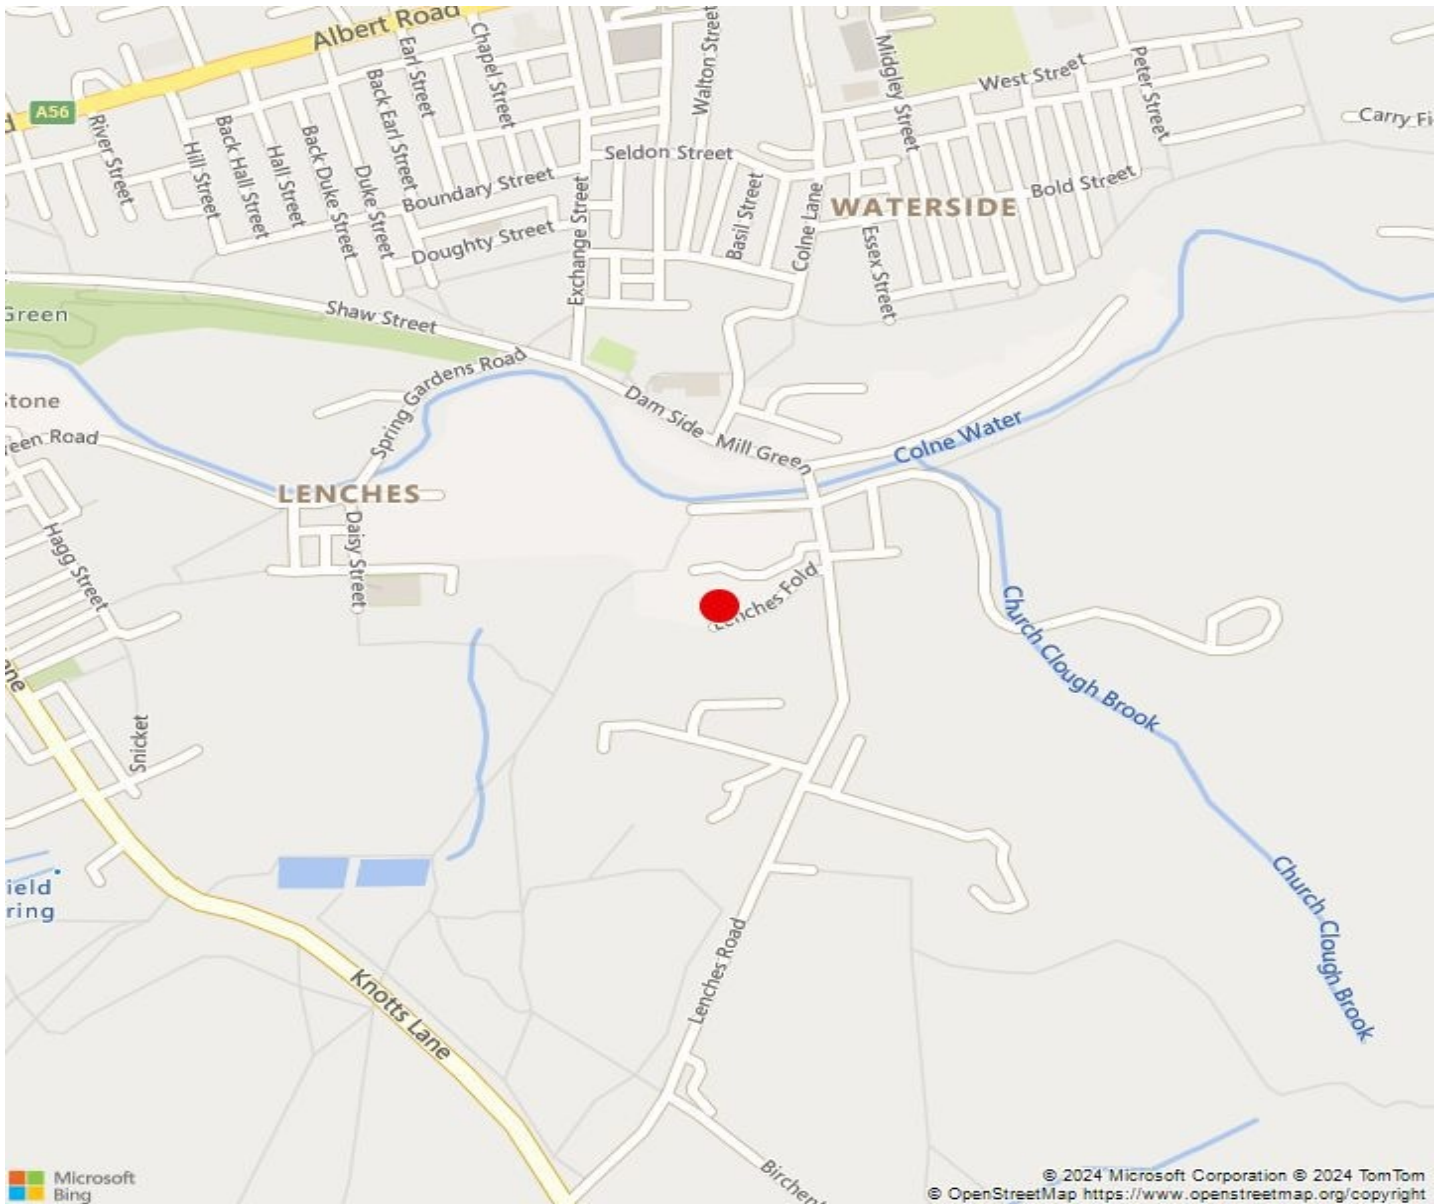 Albert Road
A56
Earl Street
Chapel Street
Walton Stree
Midgley Street
West Street
Peter Street
Carry Fi
River Street
Hill Street
Back Hall Street
Hall Street
Back Duke Street
Duke Street
Back Earl Street
Boundary Street
Doughty Street
Exchange Street
Seldon Street
Basil Street
Colne Lane
WATERSIDE
Essex Street
Bold Street
Green
Shaw Street
Spring Gardens Road
Dam Side
Mill Green
Colne Water
tone
reen Road
LENCHES
Hagg Street
Daisy Street
Lenches Fold
Church Clough Brook
Snicket
ne
ield
ring
Church Clough Brook
Lenches Road
Knotts Lane
Birchen
Microsoft
Bing
© 2024 Microsoft Corporation © 2024 TomTom
© OpenStreetMap https://www.openstreetmap.org/copyright